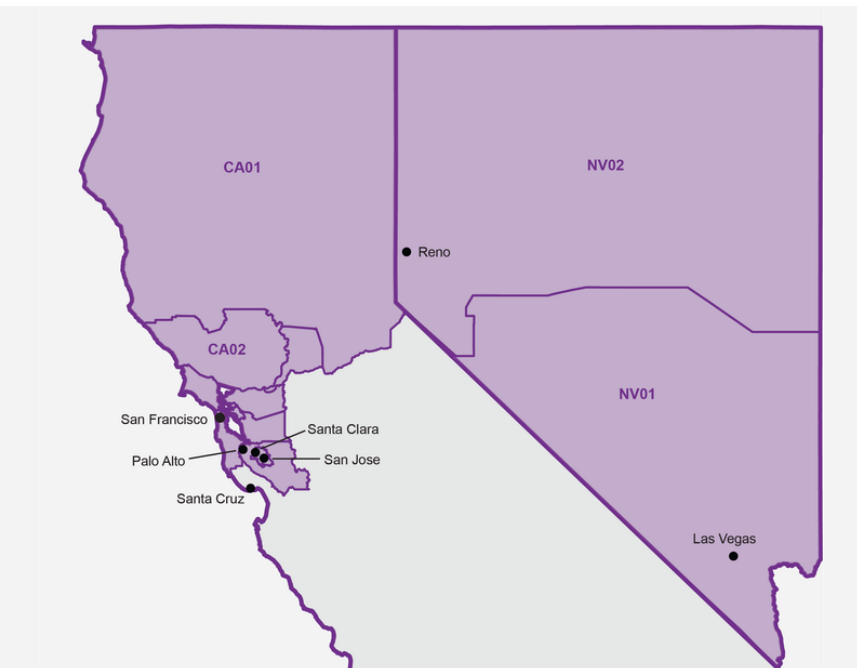 CA01
NV02
Reno
CA02
NV01
San Francisco
Santa Clara
Palo Alto
San Jose
Santa Cruz
Las Vegas